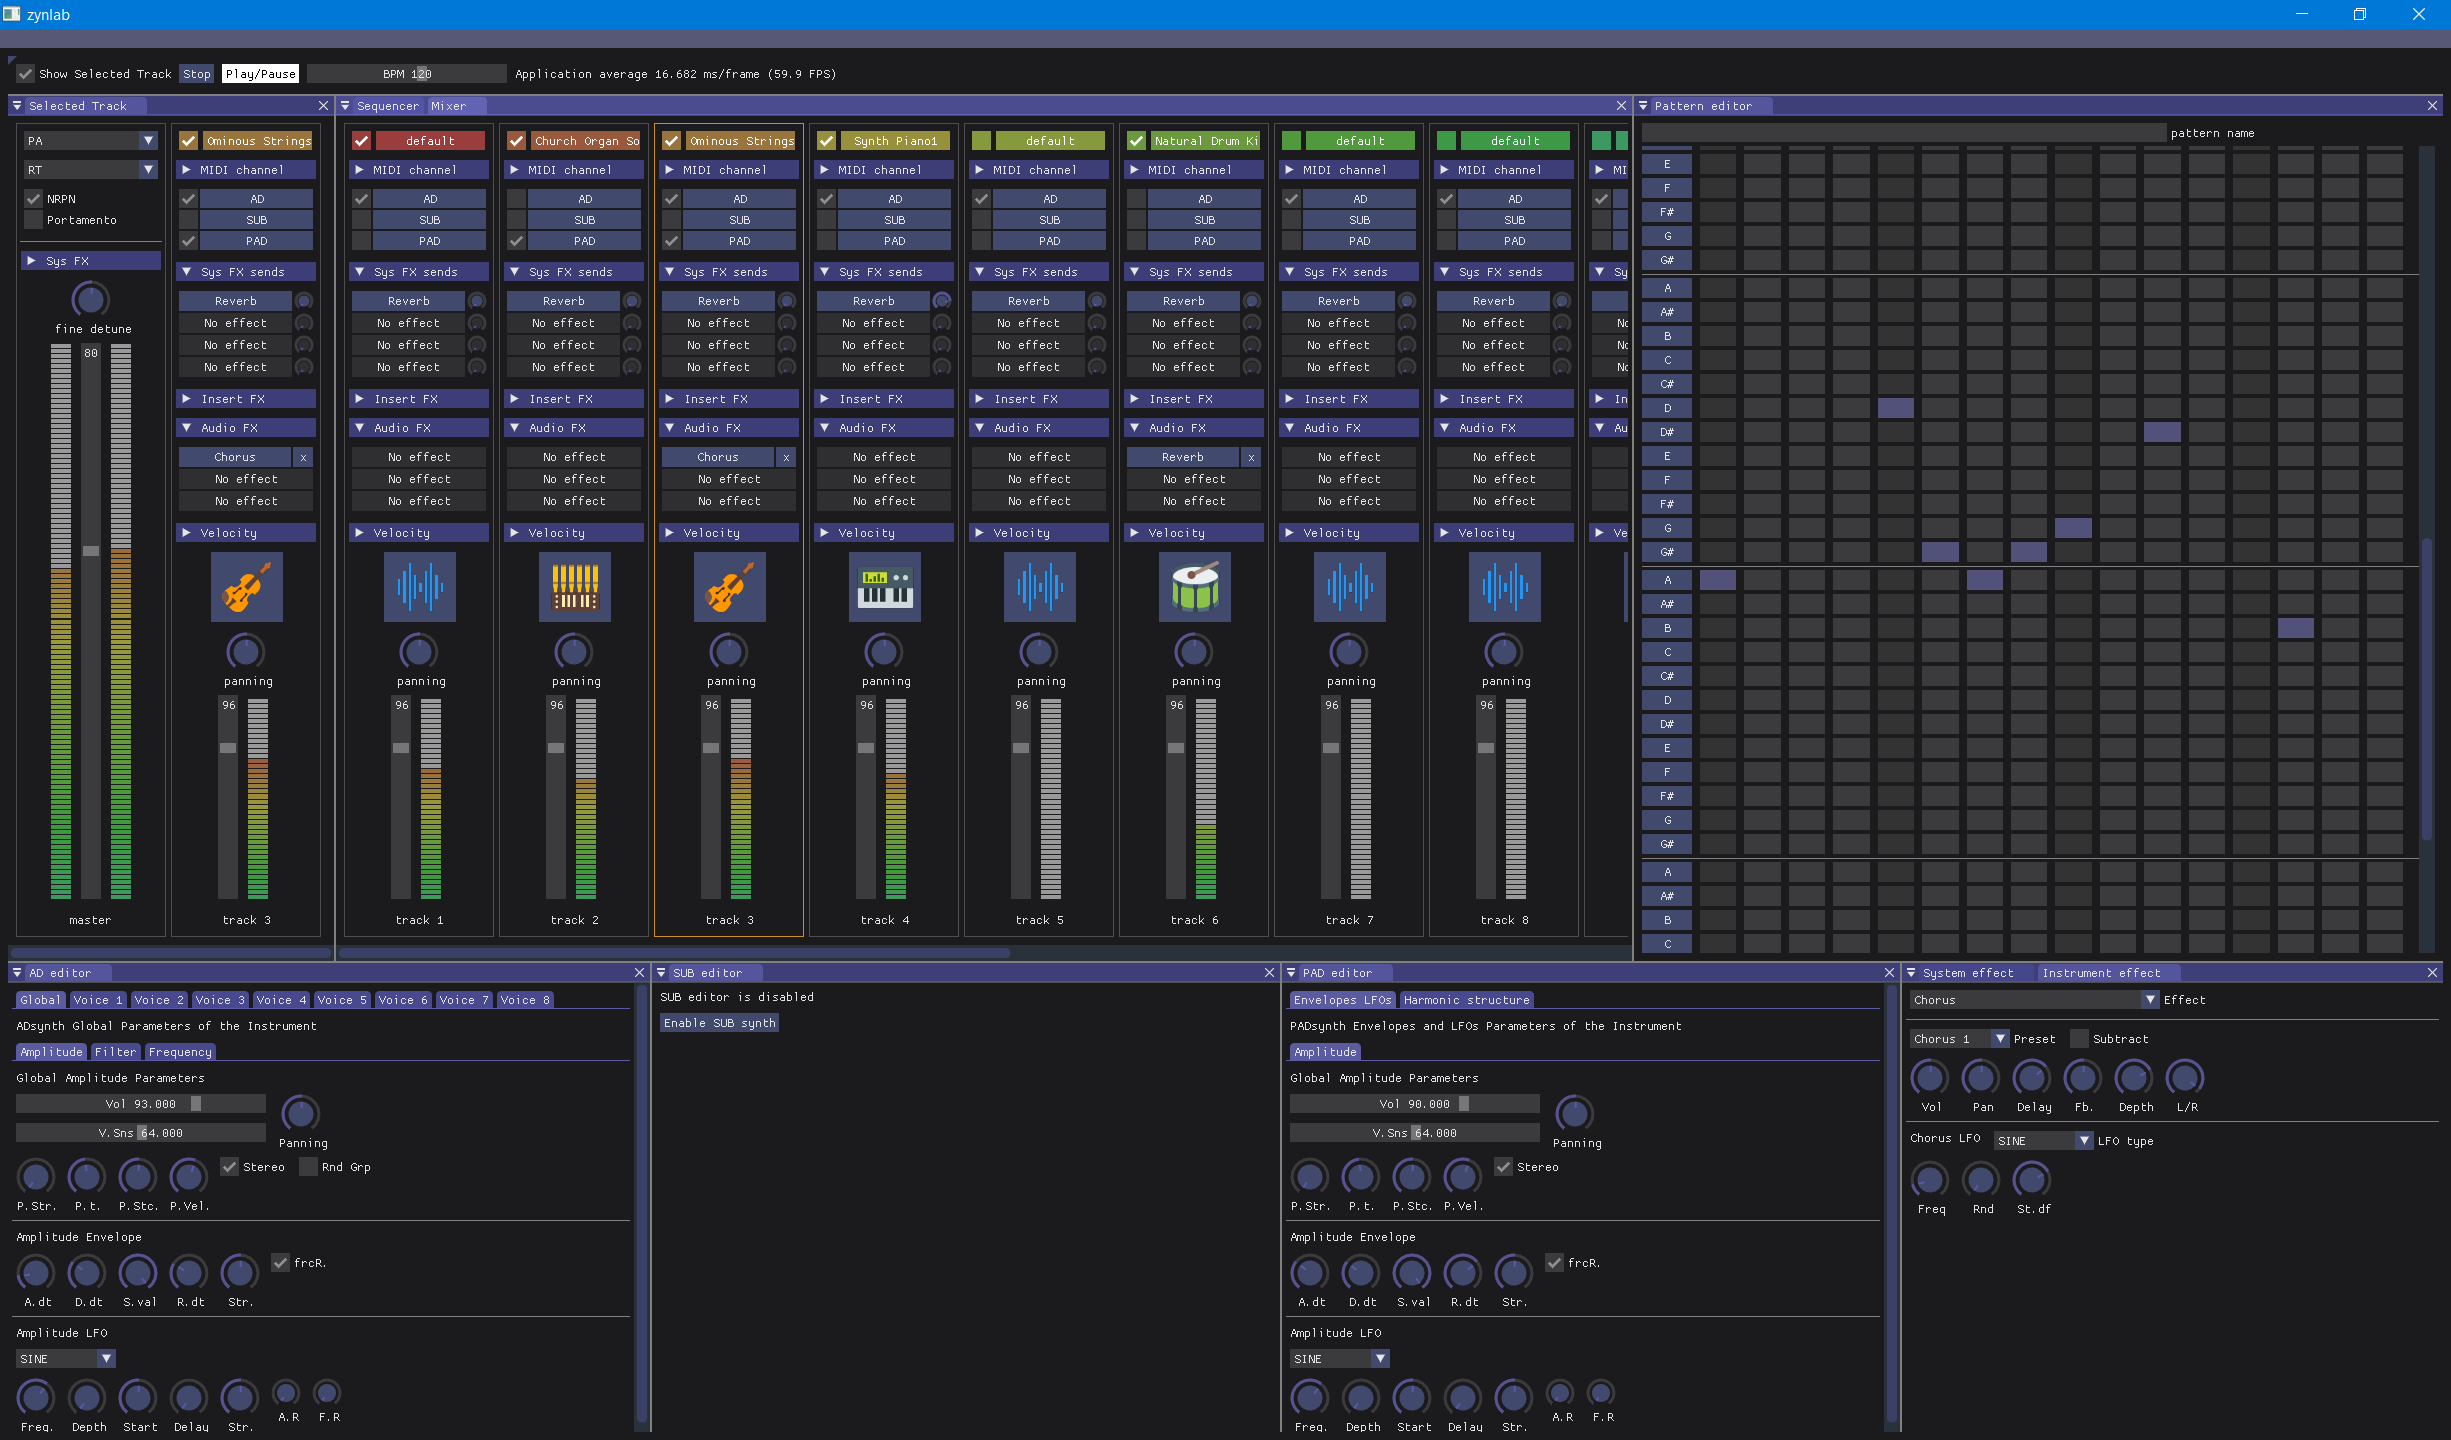 zynlab
Show Selected Track Stop Play/Pause BPM 120 Application average 16.682 ms/frame (59.9 FPS)
Selected Track
PA
RT
NRPN
Portamento
Sys FX
fine detune
80
master
Ominous Strings
MIDI channel
AD
SUB
PAD
Sys FX sends
Reverb
No effect
No effect
No effect
Insert FX
Audio FX
Chorus x
No effect
No effect
Velocity
panning
96
track 3
Sequencer Mixer
default
MIDI channel
AD
SUB
PAD
Sys FX sends
Reverb
No effect
No effect
No effect
Insert FX
Audio FX
No effect
No effect
No effect
Velocity
panning
96
track 1
Church Organ So
MIDI channel
AD
SUB
PAD
Sys FX sends
Reverb
No effect
No effect
No effect
Insert FX
Audio FX
No effect
No effect
No effect
Velocity
panning
96
track 2
Ominous Strings
MIDI channel
AD
SUB
PAD
Sys FX sends
Reverb
No effect
No effect
No effect
Insert FX
Audio FX
Chorus x
No effect
No effect
Velocity
panning
96
track 3
Synth Piano1
MIDI channel
AD
SUB
PAD
Sys FX sends
Reverb
No effect
No effect
No effect
Insert FX
Audio FX
No effect
No effect
No effect
Velocity
panning
96
track 4
default
MIDI channel
AD
SUB
PAD
Sys FX sends
Reverb
No effect
No effect
No effect
Insert FX
Audio FX
No effect
No effect
No effect
Velocity
panning
96
track 5
Natural Drum Ki
MIDI channel
AD
SUB
PAD
Sys FX sends
Reverb
No effect
No effect
No effect
Insert FX
Audio FX
Reverb x
No effect
No effect
Velocity
panning
96
track 6
default
MIDI channel
AD
SUB
PAD
Sys FX sends
Reverb
No effect
No effect
No effect
Insert FX
Audio FX
No effect
No effect
No effect
Velocity
panning
96
track 7
default
MIDI channel
AD
SUB
PAD
Sys FX sends
Reverb
No effect
No effect
No effect
Insert FX
Audio FX
No effect
No effect
No effect
Velocity
panning
96
track 8
MI
Sy
No
No
No
In
Au
Ve
Pattern editor
pattern name
E
F
F#
G
G#
A
A#
B
C
C#
D
D#
E
F
F#
G
G#
A
A#
B
C
C#
D
D#
E
F
F#
G
G#
A
A#
B
C
AD editor
Global Voice 1 Voice 2 Voice 3 Voice 4 Voice 5 Voice 6 Voice 7 Voice 8
ADsynth Global Parameters of the Instrument
Amplitude Filter Frequency
Global Amplitude Parameters
Vol 93.000
V.Sns 64.000
Panning
Stereo Rnd Grp
P.Str. P.t. P.Stc. P.Vel.
Amplitude Envelope
frcR.
A.dt D.dt S.val R.dt Str.
Amplitude LFO
SINE
Freq. Depth Start Delay Str. A.R F.R
SUB editor
SUB editor is disabled
Enable SUB synth
PAD editor
Envelopes LFOs Harmonic structure
PADsynth Envelopes and LFOs Parameters of the Instrument
Amplitude
Global Amplitude Parameters
Vol 90.000
V.Sns 64.000
Panning
Stereo
P.Str. P.t. P.Stc. P.Vel.
Amplitude Envelope
frcR.
A.dt D.dt S.val R.dt Str.
Amplitude LFO
SINE
Freq. Depth Start Delay Str. A.R F.R
System effect Instrument effect
Chorus Effect
Chorus 1 Preset Subtract
Vol Pan Delay Fb. Depth L/R
Chorus LFO SINE LFO type
Freq Rnd St.df